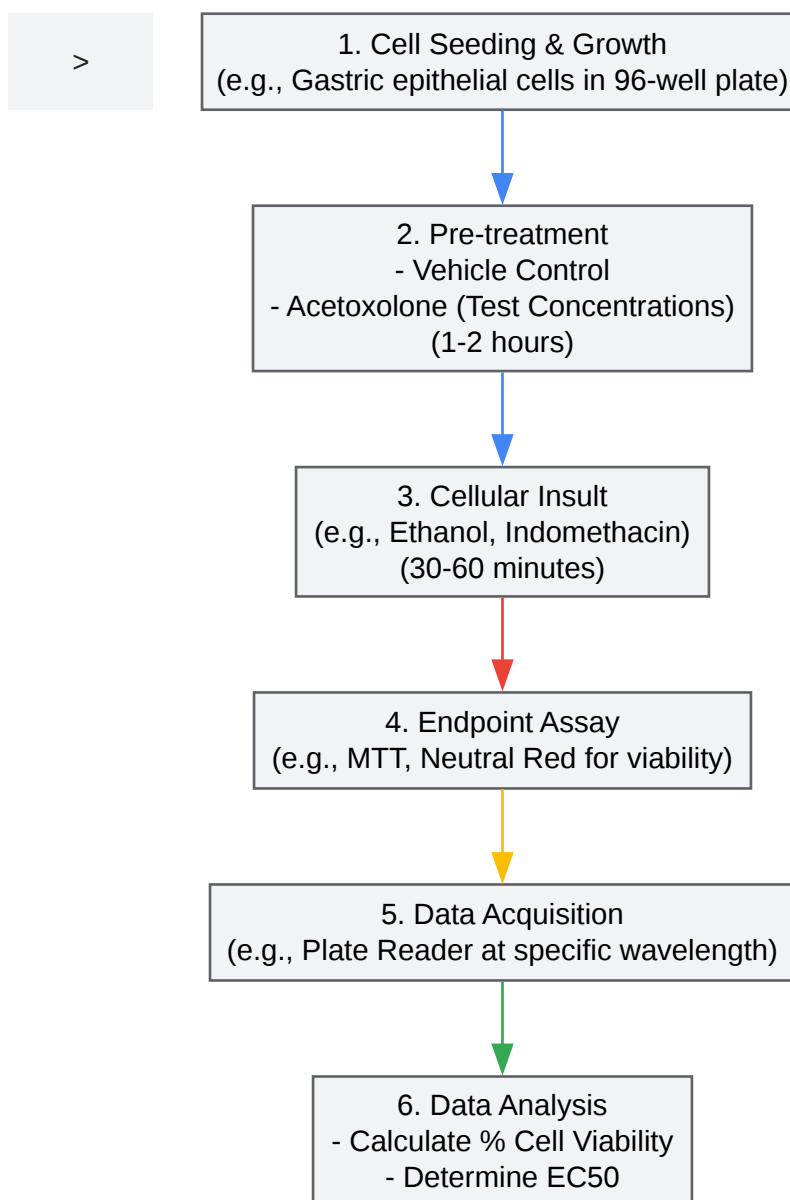 >
1. Cell Seeding & Growth
(e.g., Gastric epithelial cells in 96-well plate)
2. Pre-treatment
- Vehicle Control
- Acetoxolone (Test Concentrations)
(1-2 hours)
3. Cellular Insult
(e.g., Ethanol, Indomethacin)
(30-60 minutes)
4. Endpoint Assay
(e.g., MTT, Neutral Red for viability)
5. Data Acquisition
(e.g., Plate Reader at specific wavelength)
6. Data Analysis
- Calculate % Cell Viability
- Determine EC50